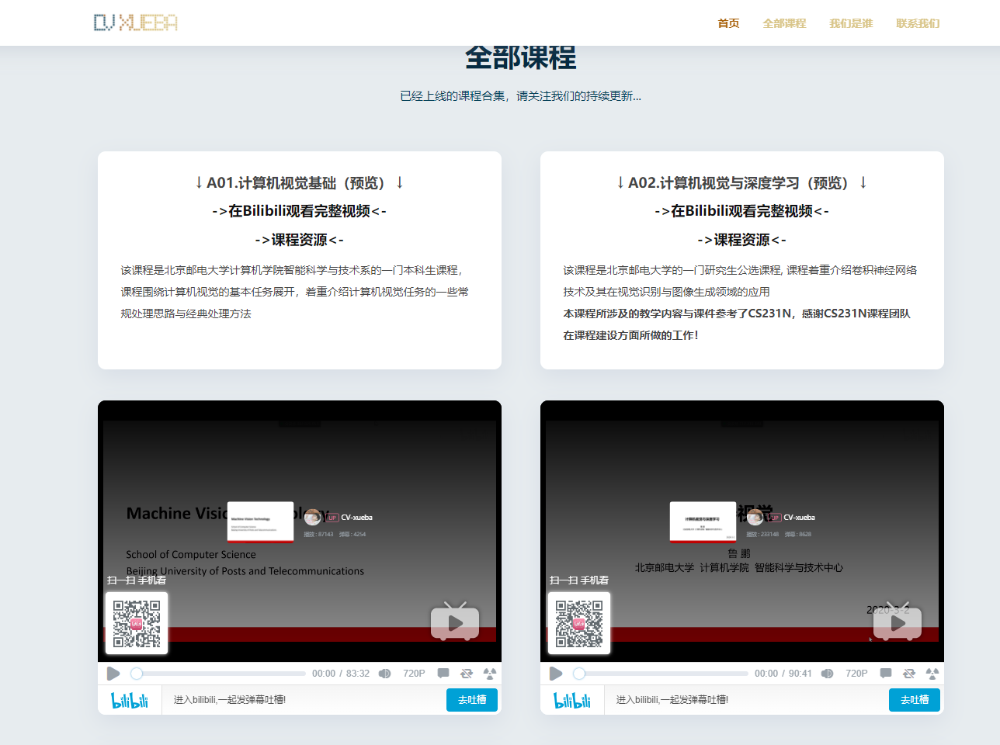 CV XUEBA
首页 全部课程 我们是谁 联系我们
全部课程
已经上线的课程合集，请关注我们的持续更新...
↓ A01.计算机视觉基础（预览） ↓
->在Bilibili观看完整视频<-
->课程资源<-
该课程是北京邮电大学计算机学院智能科学与技术系的一门本科生课程，
课程围绕计算机视觉的基本任务展开，着重介绍计算机视觉任务的一些常
规处理思路与经典处理方法
↓ A02.计算机视觉与深度学习（预览） ↓
->在Bilibili观看完整视频<-
->课程资源<-
该课程是北京邮电大学的一门研究生公选课程, 课程着重介绍卷积神经网络
技术及其在视觉识别与图像生成领域的应用
本课程所涉及的教学内容与课件参考了CS231N，感谢CS231N课程团队
在课程建设方面所做的工作！
Machine Vision Technology
UP CV-xueba
播放 : 87143 弹幕 : 4254
School of Computer Science
Beijing University of Posts and Telecommunications
扫一扫 手机看
00:00 / 83:32 720P
bilibili 进入bilibili,一起发弹幕吐槽! 去吐槽
视觉
计算机视觉与深度学习
UP CV-xueba
播放 : 233148 弹幕 : 8628
鲁 鹏
北京邮电大学 计算机学院 智能科学与技术中心
扫一扫 手机看
2020-3-2
00:00 / 90:41 720P
bilibili 进入bilibili,一起发弹幕吐槽! 去吐槽